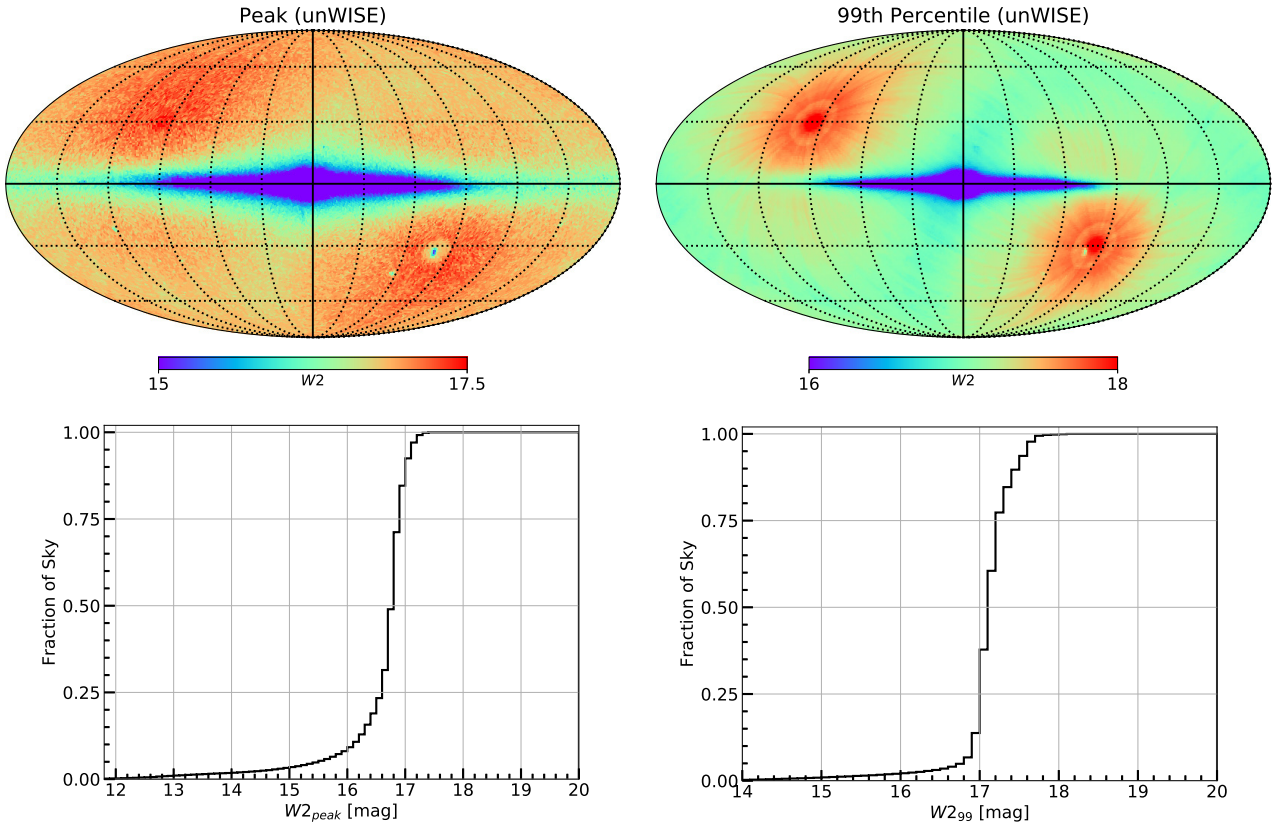 Peak (unWISE)
99th Percentile (unWISE)
15 W2 17.5
16 W2 18
1.00
0.75
0.50
0.25
0.00
Fraction of Sky
12 13 14 15 16 17 18 19 20
W2peak [mag]
1.00
0.75
0.50
0.25
0.00
Fraction of Sky
14 15 16 17 18 19 20
W299 [mag]